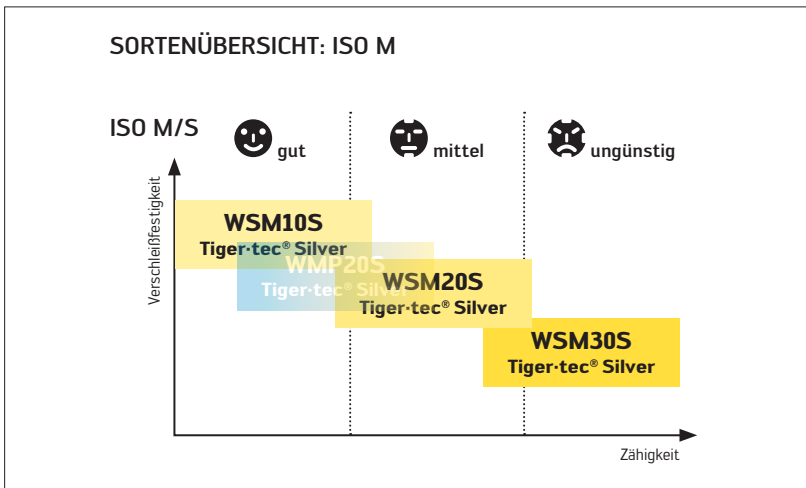 SORTENÜBERSICHT: ISO M
ISO M/S
gut
mittel
ungünstig
Verschleißfestigkeit
WSM10S
Tiger·tec® Silver
WMP20S
Tiger·tec® Silver
WSM20S
Tiger·tec® Silver
WSM30S
Tiger·tec® Silver
Zähigkeit